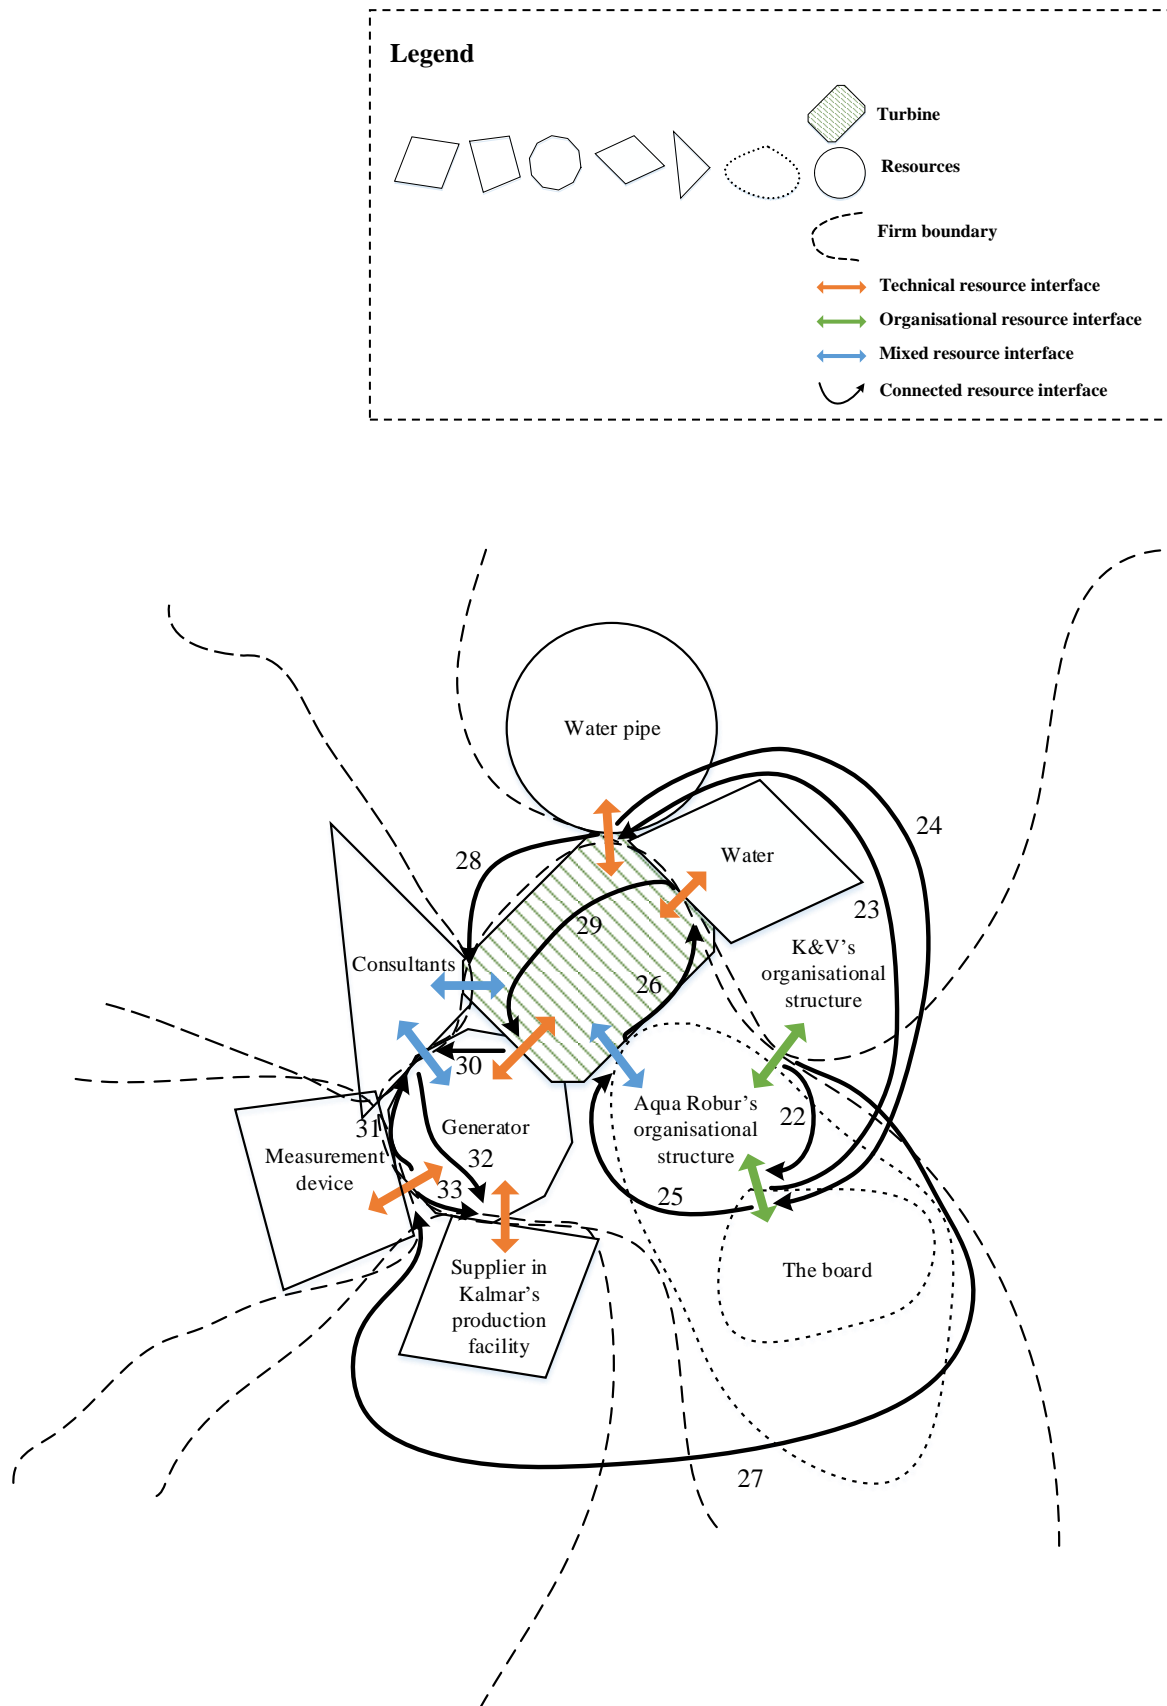 Legend
Turbine
Resources
Firm boundary
Technical resource interface
Organisational resource interface
Mixed resource interface
Connected resource interface
Water pipe
24
Water
28
23
29
K&V's
organisational
structure
Consultants
26
30
Aqua Robur's
organisational
structure
22
Generator
31
Measurement
device
32
33
25
Supplier in
Kalmar's
production
facility
The board
27